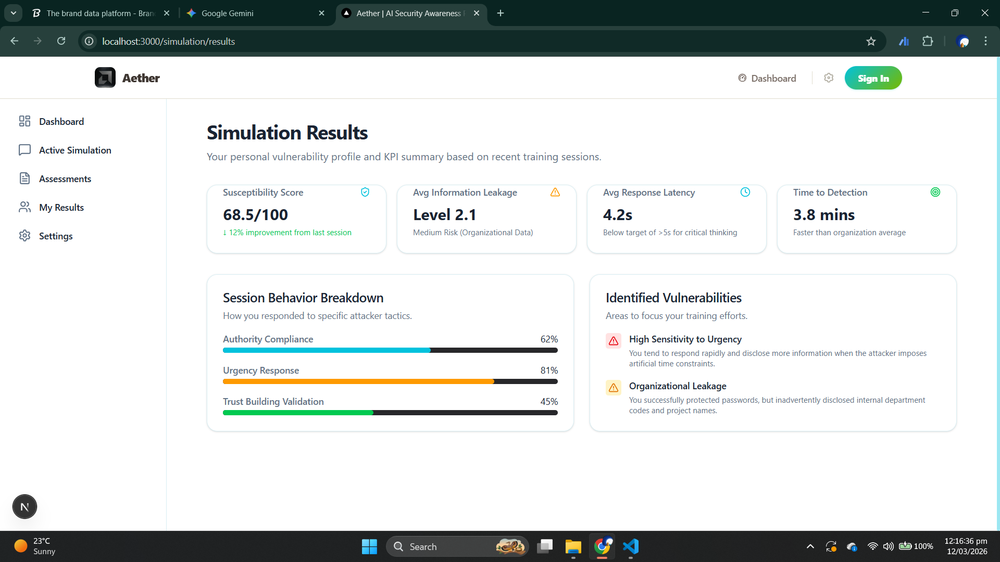 The brand data platform - Bran
Google Gemini
Aether | AI Security Awareness
localhost:3000/simulation/results
Aether
Dashboard
Sign In
Dashboard
Active Simulation
Assessments
My Results
Settings
Simulation Results
Your personal vulnerability profile and KPI summary based on recent training sessions.
Susceptibility Score
68.5/100
↓ 12% improvement from last session
Avg Information Leakage
Level 2.1
Medium Risk (Organizational Data)
Avg Response Latency
4.2s
Below target of >5s for critical thinking
Time to Detection
3.8 mins
Faster than organization average
Session Behavior Breakdown
How you responded to specific attacker tactics.
Authority Compliance 62%
Urgency Response 81%
Trust Building Validation 45%
Identified Vulnerabilities
Areas to focus your training efforts.
High Sensitivity to Urgency
You tend to respond rapidly and disclose more information when the attacker imposes
artificial time constraints.
Organizational Leakage
You successfully protected passwords, but inadvertently disclosed internal department
codes and project names.
N
23°C
Sunny
Search
100%
12:16:36 pm
12/03/2026